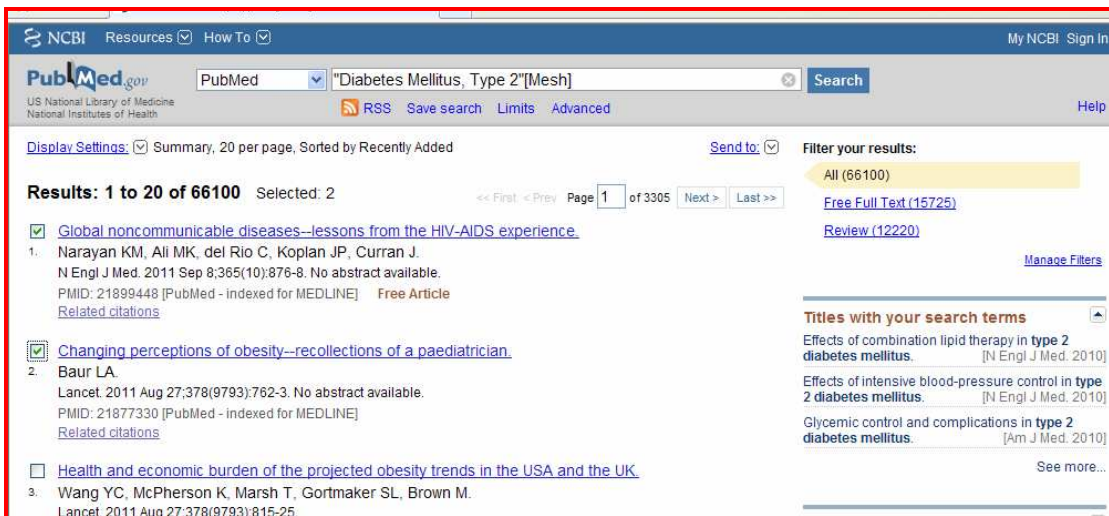 NCBI Resources How To My NCBI Sign In
PubMed.gov PubMed "Diabetes Mellitus, Type 2"[Mesh] Search
US National Library of Medicine
National Institutes of Health
RSS Save search Limits Advanced Help
Display Settings: Summary, 20 per page, Sorted by Recently Added Send to:
Results: 1 to 20 of 66100 Selected: 2 << First < Prev Page 1 of 3305 Next > Last >>
Global noncommunicable diseases--lessons from the HIV-AIDS experience.
1. Narayan KM, Ali MK, del Rio C, Koplan JP, Curran J.
N Engl J Med. 2011 Sep 8;365(10):876-8. No abstract available.
PMID: 21899448 [PubMed - indexed for MEDLINE] Free Article
Related citations
Changing perceptions of obesity--recollections of a paediatrician.
2. Baur LA.
Lancet. 2011 Aug 27;378(9793):762-3. No abstract available.
PMID: 21877330 [PubMed - indexed for MEDLINE]
Related citations
Health and economic burden of the projected obesity trends in the USA and the UK.
3. Wang YC, McPherson K, Marsh T, Gortmaker SL, Brown M.
Lancet. 2011 Aug 27;378(9793):815-25.
Filter your results:
All (66100)
Free Full Text (15725)
Review (12220)
Manage Filters
Titles with your search terms
Effects of combination lipid therapy in type 2
diabetes mellitus. [N Engl J Med. 2010]
Effects of intensive blood-pressure control in type
2 diabetes mellitus. [N Engl J Med. 2010]
Glycemic control and complications in type 2
diabetes mellitus. [Am J Med. 2010]
See more...